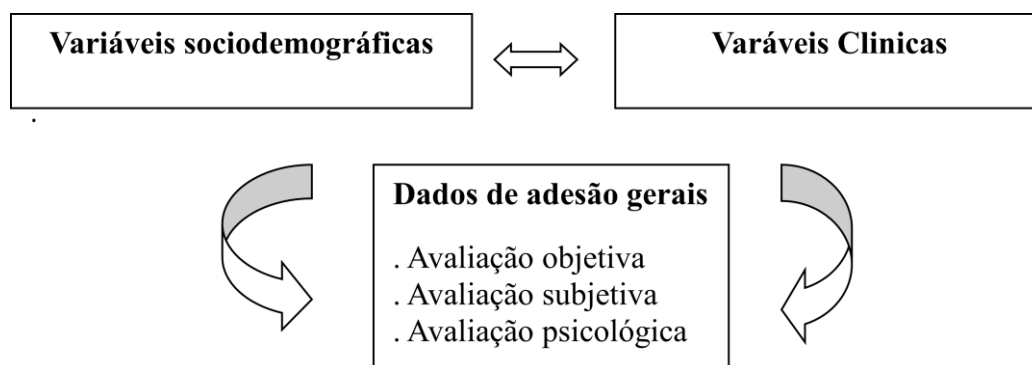 Variáveis sociodemográficas
Varáveis Clinicas
.
Dados de adesão gerais
. Avaliação objetiva
. Avaliação subjetiva
. Avaliação psicológica